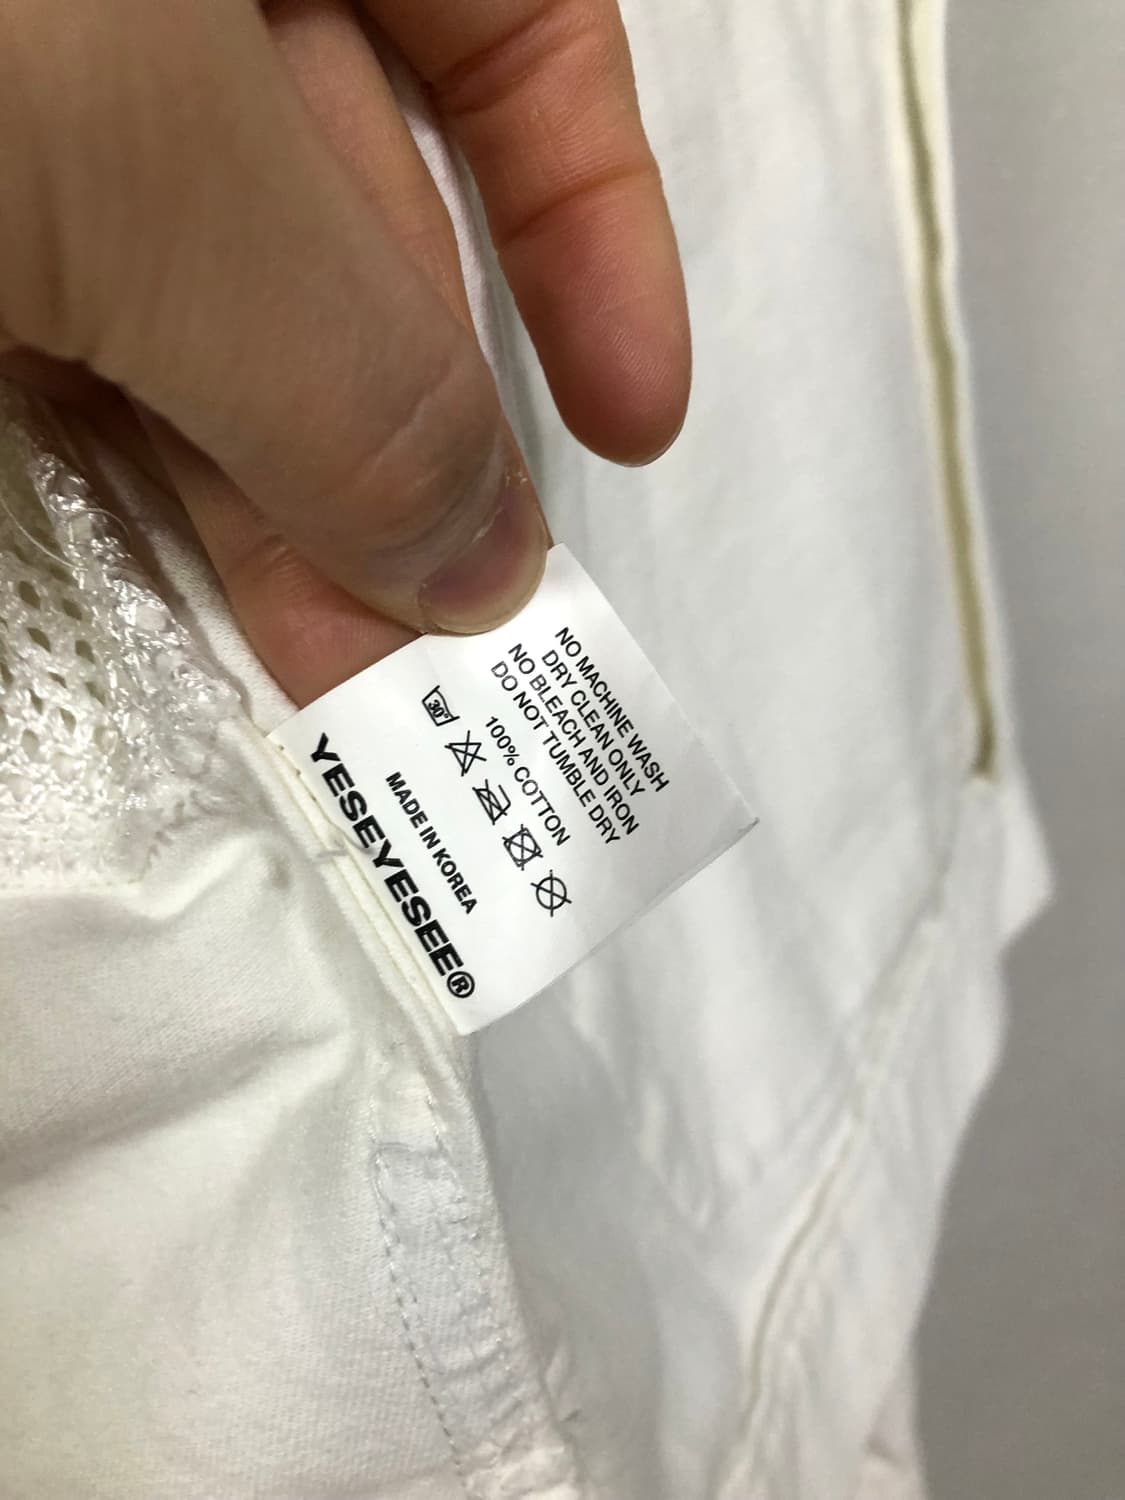 NO MACHINE WASH
DRY CLEAN ONLY
NO BLEACH AND IRON
DO NOT TUMBLE DRY
100% COTTON
30°
MADE IN KOREA
YESEYESEE®